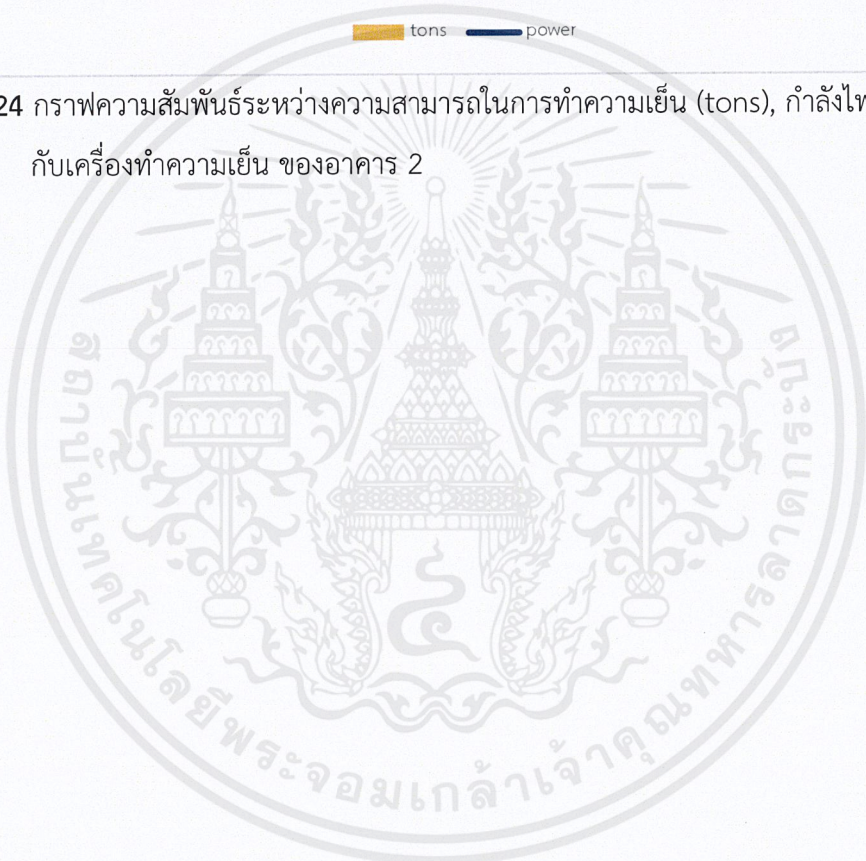 tons power
24 กราฟความสัมพันธ์ระหว่างความสามารถในการทำความเย็น (tons), กำลังไฟ
กับเครื่องทำความเย็น ของอาคาร 2
สถาบันเทคโนโลยีพระจอมเกล้าเจ้าคุณทหารลาดกระบัง